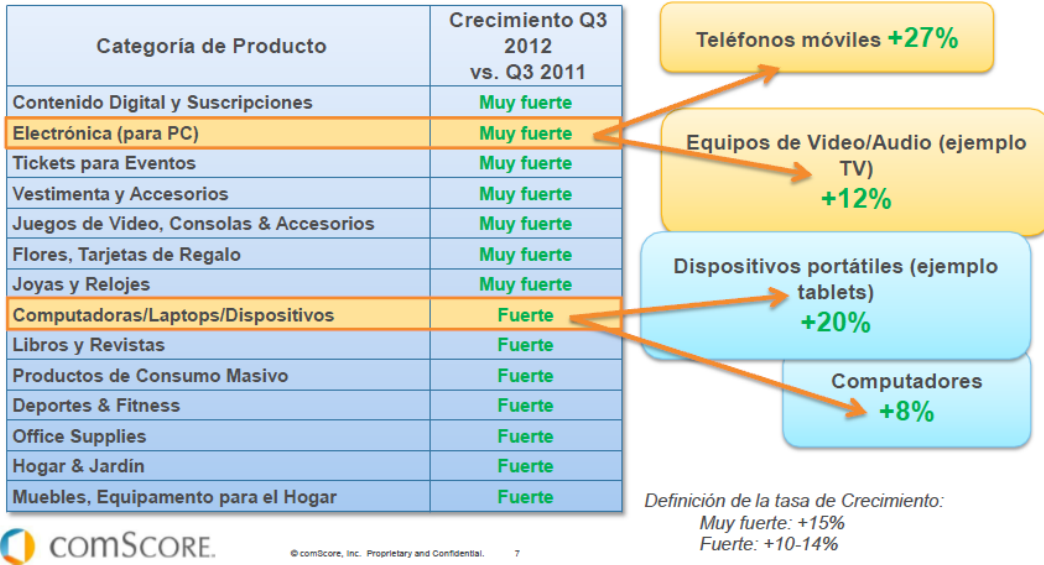 Categoría de Producto
Crecimiento Q3
2012
vs. Q3 2011
Contenido Digital y Suscripciones Muy fuerte
Electrónica (para PC) Muy fuerte
Tickets para Eventos Muy fuerte
Vestimenta y Accesorios Muy fuerte
Juegos de Video, Consolas & Accesorios Muy fuerte
Flores, Tarjetas de Regalo Muy fuerte
Joyas y Relojes Muy fuerte
Computadoras/Laptops/Dispositivos Fuerte
Libros y Revistas Fuerte
Productos de Consumo Masivo Fuerte
Deportes & Fitness Fuerte
Office Supplies Fuerte
Hogar & Jardín Fuerte
Muebles, Equipamento para el Hogar Fuerte
Teléfonos móviles +27%
Equipos de Video/Audio (ejemplo
TV)
+12%
Dispositivos portátiles (ejemplo
tablets)
+20%
Computadores
+8%
Definición de la tasa de Crecimiento:
Muy fuerte: +15%
Fuerte: +10-14%
comSCORE.
© comScore, Inc. Proprietary and Confidential. 7